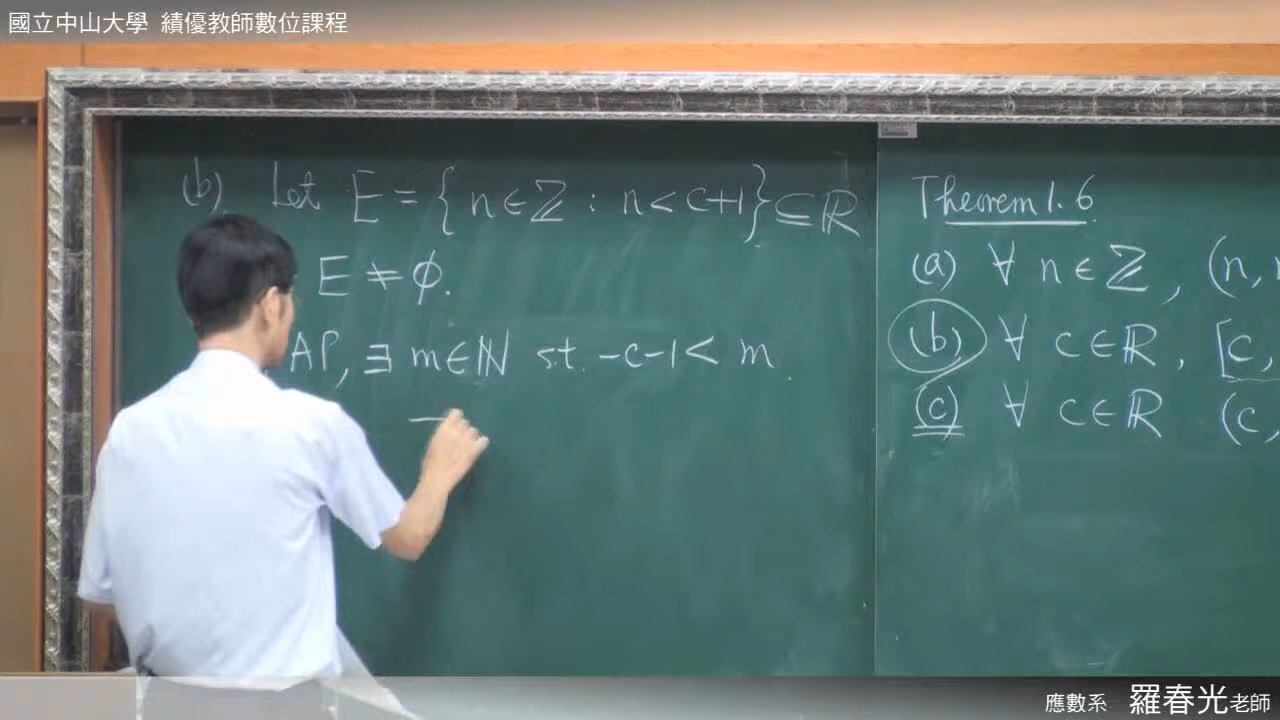 國立中山大學 績優教師數位課程
(b) Let E = { n ∈ ℤ : n < c+1 } ⊆ ℝ
E ≠ ϕ.
AP, ∃ m ∈ ℕ s.t. -c-1 < m .
Theorem 1.6
(a) ∀ n ∈ ℤ, (n,
(b) ∀ c ∈ ℝ, [c,
(c) ∀ c ∈ ℝ (c,
應數系 羅春光老師